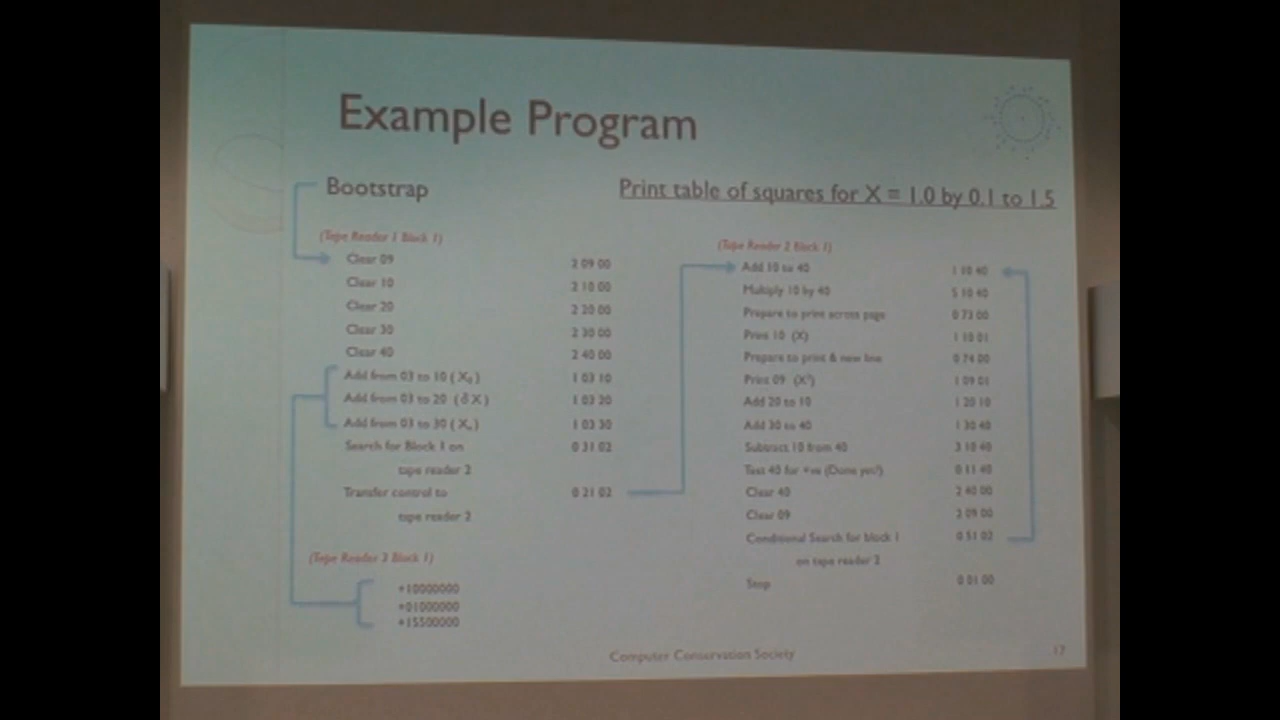 Example Program
Bootstrap
(Tape Reader 1 Block 1)
Clear 09 2 09 00
Clear 10 2 10 00
Clear 20 2 20 00
Clear 30 2 30 00
Clear 40 2 40 00
Add from 03 to 10 ( X₀ ) 1 03 10
Add from 03 to 20 ( δ X ) 1 03 20
Add from 03 to 30 ( Xₙ ) 1 03 30
Search for Block 1 on 0 31 02
tape reader 2
Transfer control to 0 21 02
tape reader 2
(Tape Reader 3 Block 1)
+10000000
+01000000
+15500000
Print table of squares for X = 1.0 by 0.1 to 1.5
(Tape Reader 2 Block 1)
Add 10 to 40 1 10 40
Multiply 10 by 40 5 10 40
Prepare to print across page 0 73 00
Print 10 (X) 1 10 01
Prepare to print & new line 0 74 00
Print 09 (X²) 1 09 01
Add 20 to 10 1 20 10
Add 30 to 40 1 30 40
Subtract 10 from 40 3 10 40
Test 40 for +ve (Done yet?) 0 11 40
Clear 40 2 40 00
Clear 09 2 09 00
Conditional Search for block 1 0 51 02
on tape reader 2
Stop 0 01 00
Computer Conservation Society
17